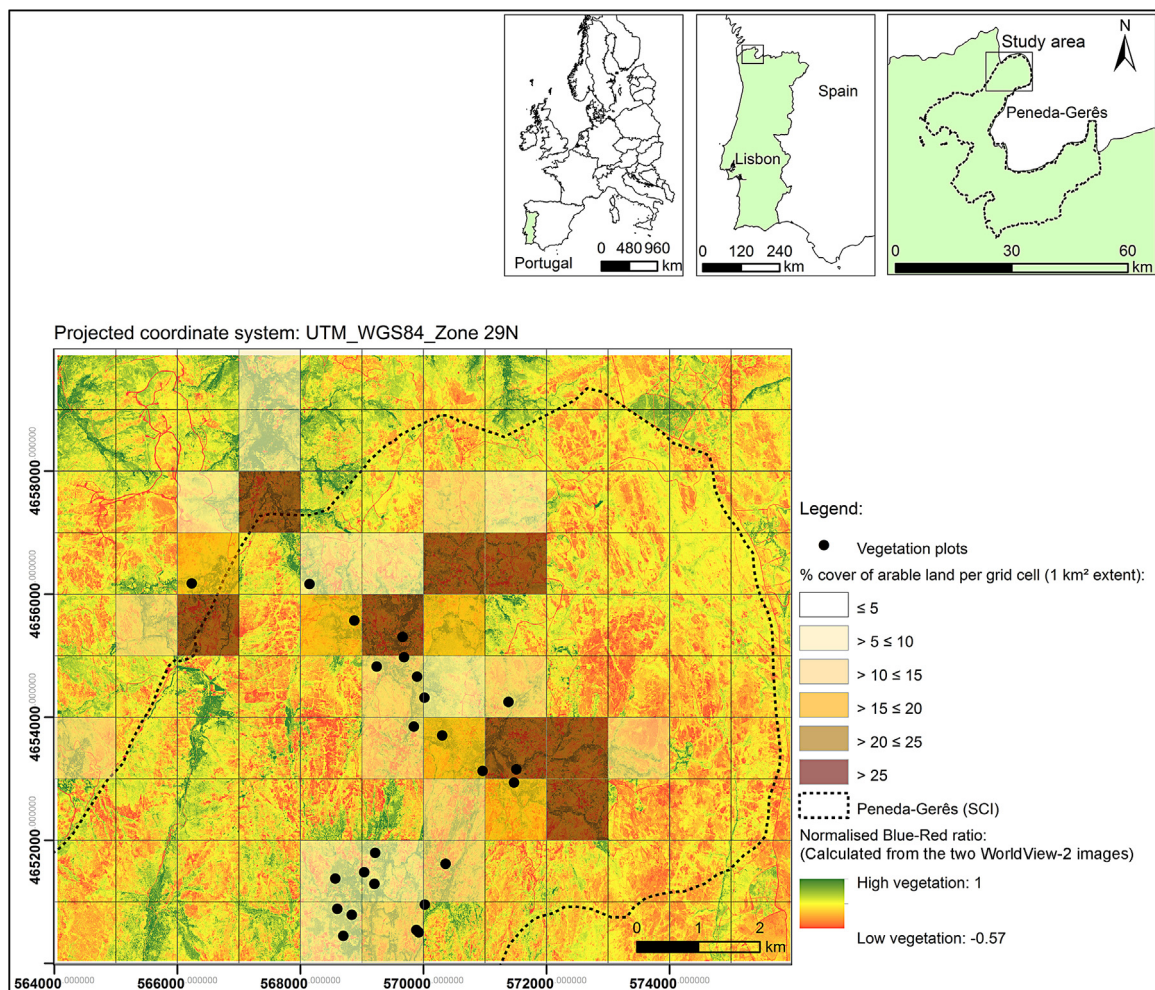 N
Study area
Spain
Peneda-Gerês
Lisbon
Portugal
0 480 960
km
0 120 240
km
0 30 60
km
Projected coordinate system: UTM_WGS84_Zone 29N
4658000.000000
4656000.000000
4654000.000000
4652000.000000
564000.000000
566000.000000
568000.000000
570000.000000
572000.000000
574000.000000
0 1 2
km
Legend:
Vegetation plots
% cover of arable land per grid cell (1 km² extent):
≤ 5
> 5 ≤ 10
> 10 ≤ 15
> 15 ≤ 20
> 20 ≤ 25
> 25
Peneda-Gerês (SCI)
Normalised Blue-Red ratio:
(Calculated from the two WorldView-2 images)
High vegetation: 1
Low vegetation: -0.57